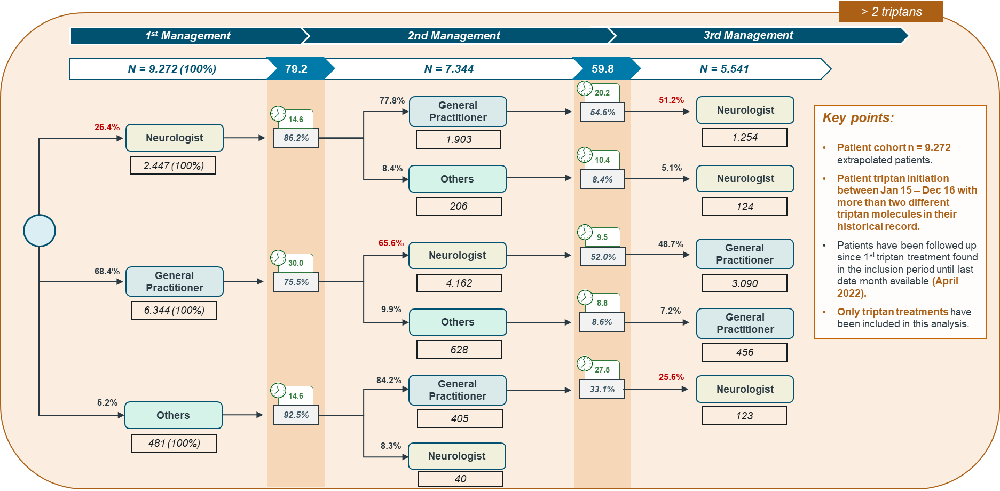 > 2 triptans
1st Management
2nd Management
3rd Management
N = 9.272 (100%)
79.2
N = 7.344
59.8
N = 5.541
26.4%
Neurologist
2.447 (100%)
14.6
86.2%
77.8%
General
Practitioner
1.903
20.2
54.6%
51.2%
Neurologist
1.254
8.4%
Others
206
10.4
8.4%
5.1%
Neurologist
124
68.4%
General
Practitioner
6.344 (100%)
30.0
75.5%
65.6%
Neurologist
4.162
9.5
52.0%
48.7%
General
Practitioner
3.090
9.9%
Others
628
8.8
8.6%
7.2%
General
Practitioner
456
5.2%
Others
481 (100%)
14.6
92.5%
84.2%
General
Practitioner
405
27.5
33.1%
25.6%
Neurologist
123
8.3%
Neurologist
40
Key points:
• Patient cohort n = 9.272
extrapolated patients.
• Patient triptan initiation
between Jan 15 – Dec 16 with
more than two different
triptan molecules in their
historical record.
• Patients have been followed up
since 1st triptan treatment found
in the inclusion period until last
data month available (April
2022).
• Only triptan treatments have
been included in this analysis.